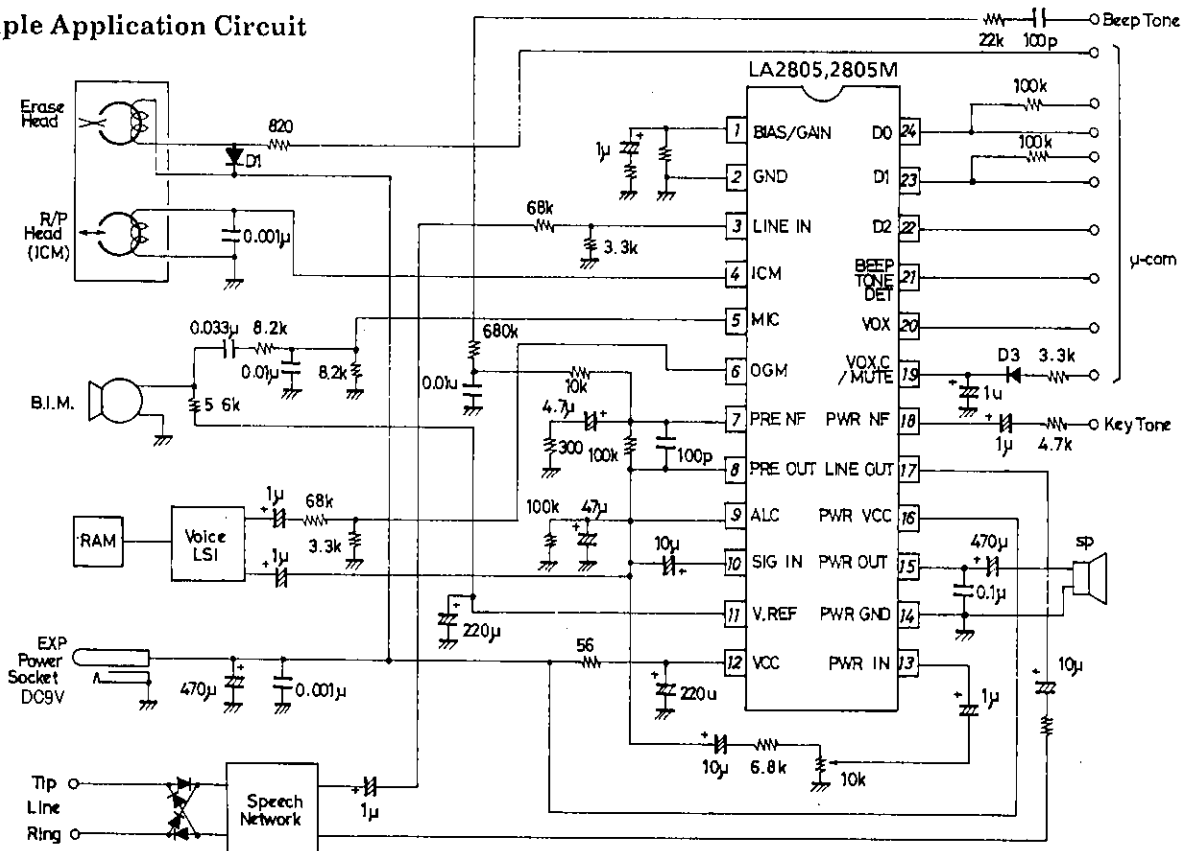 ple Application Circuit
22k
100p
Beep Tone
LA2805,2805M
Erase
Head
820
D1
R/P
Head
(ICM)
0.001μ
1μ
68k
3.3k
1 BIAS/GAIN
2 GND
3 LINE IN
4 ICM
5 MIC
6 OGM
7 PRE NF
8 PRE OUT
9 ALC
10 SIG IN
11 V.REF
12 VCC
D0 24
D1 23
D2 22
BEEP
TONE 21
DET
VOX 20
VOX.C
/MUTE 19
PWR NF 18
LINE OUT 17
PWR VCC 16
PWR OUT 15
PWR GND 14
PWR IN 13
100k
100k
μ-com
D3
3.3k
1u
Key Tone
1μ
4.7k
0.033μ
8.2k
0.01μ
8.2k
B.I.M.
5 6k
680k
0.01u
10k
4.7μ
300
100k
100p
RAM
Voice
LSI
1μ
68k
3.3k
1μ
100k
47μ
10μ
220μ
470μ
sp
0.1μ
EXP
Power
Socket
DC9V
470μ
0.001μ
56
220u
1μ
10μ
10μ
6.8k
10k
Tip
Line
Ring
Speech
Network
1μ